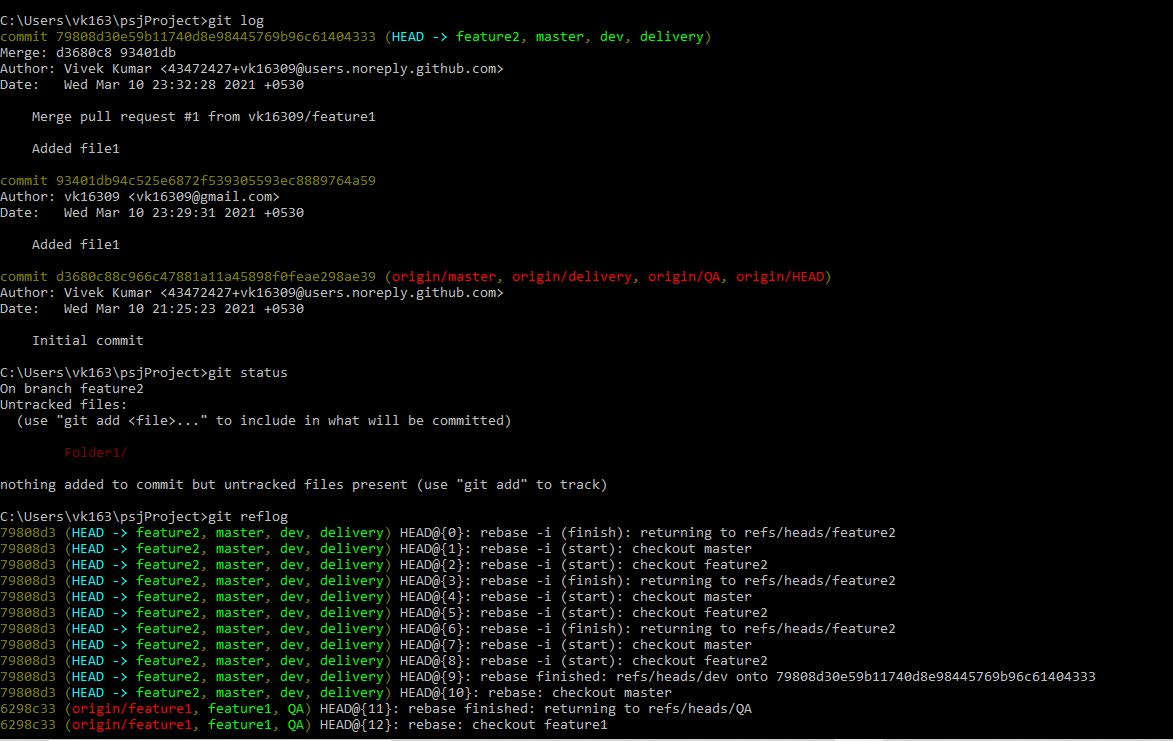 C:\Users\vk163\psjProject>git log
commit 79808d30e59b11740d8e98445769b96c61404333 (HEAD -> feature2, master, dev, delivery)
Merge: d3680c8 93401db
Author: Vivek Kumar <43472427+vk16309@users.noreply.github.com>
Date:   Wed Mar 10 23:32:28 2021 +0530
    Merge pull request #1 from vk16309/feature1
    Added file1
commit 93401db94c525e6872f539305593ec8889764a59
Author: vk16309 <vk16309@gmail.com>
Date:   Wed Mar 10 23:29:31 2021 +0530
    Added file1
commit d3680c88c966c47881a11a45898f0feae298ae39 (origin/master, origin/delivery, origin/QA, origin/HEAD)
Author: Vivek Kumar <43472427+vk16309@users.noreply.github.com>
Date:   Wed Mar 10 21:25:23 2021 +0530
    Initial commit
C:\Users\vk163\psjProject>git status
On branch feature2
Untracked files:
  (use "git add <file>..." to include in what will be committed)
        Folder1/
nothing added to commit but untracked files present (use "git add" to track)
C:\Users\vk163\psjProject>git reflog
79808d3 (HEAD -> feature2, master, dev, delivery) HEAD@{0}: rebase -i (finish): returning to refs/heads/feature2
79808d3 (HEAD -> feature2, master, dev, delivery) HEAD@{1}: rebase -i (start): checkout master
79808d3 (HEAD -> feature2, master, dev, delivery) HEAD@{2}: rebase -i (start): checkout feature2
79808d3 (HEAD -> feature2, master, dev, delivery) HEAD@{3}: rebase -i (finish): returning to refs/heads/feature2
79808d3 (HEAD -> feature2, master, dev, delivery) HEAD@{4}: rebase -i (start): checkout master
79808d3 (HEAD -> feature2, master, dev, delivery) HEAD@{5}: rebase -i (start): checkout feature2
79808d3 (HEAD -> feature2, master, dev, delivery) HEAD@{6}: rebase -i (finish): returning to refs/heads/feature2
79808d3 (HEAD -> feature2, master, dev, delivery) HEAD@{7}: rebase -i (start): checkout master
79808d3 (HEAD -> feature2, master, dev, delivery) HEAD@{8}: rebase -i (start): checkout feature2
79808d3 (HEAD -> feature2, master, dev, delivery) HEAD@{9}: rebase finished: refs/heads/dev onto 79808d30e59b11740d8e98445769b96c61404333
79808d3 (HEAD -> feature2, master, dev, delivery) HEAD@{10}: rebase: checkout master
6298c33 (origin/feature1, feature1, QA) HEAD@{11}: rebase finished: returning to refs/heads/QA
6298c33 (origin/feature1, feature1, QA) HEAD@{12}: rebase: checkout feature1